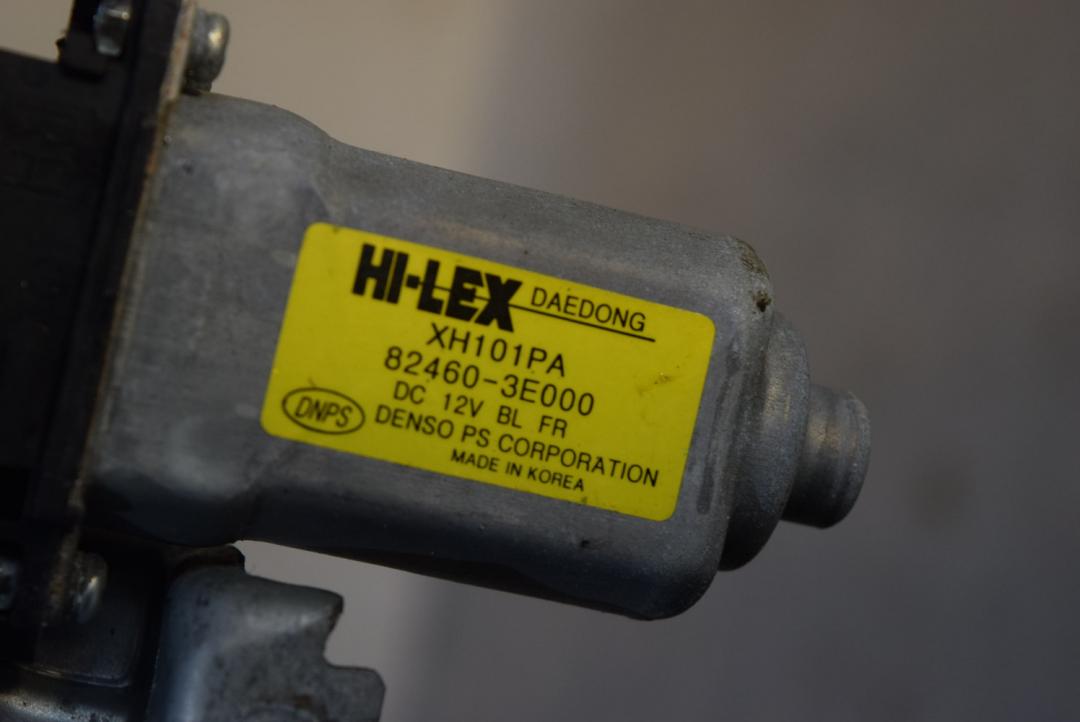 HI-LEX DAEDONG
XH101PA
82460-3E000
DC 12V BL FR
DNPS DENSO PS CORPORATION
MADE IN KOREA